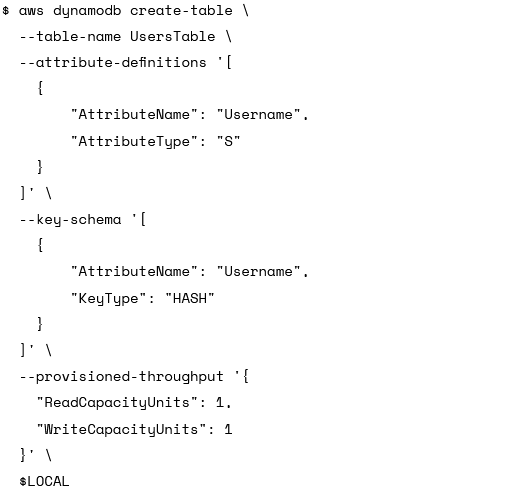 $ aws dynamodb create-table \
  --table-name UsersTable \
  --attribute-definitions '[
    {
        "AttributeName": "Username",
        "AttributeType": "S"
    }
  ]' \
  --key-schema '[
    {
        "AttributeName": "Username",
        "KeyType": "HASH"
    }
  ]' \
  --provisioned-throughput '{
    "ReadCapacityUnits": 1,
    "WriteCapacityUnits": 1
  }' \
  $LOCAL